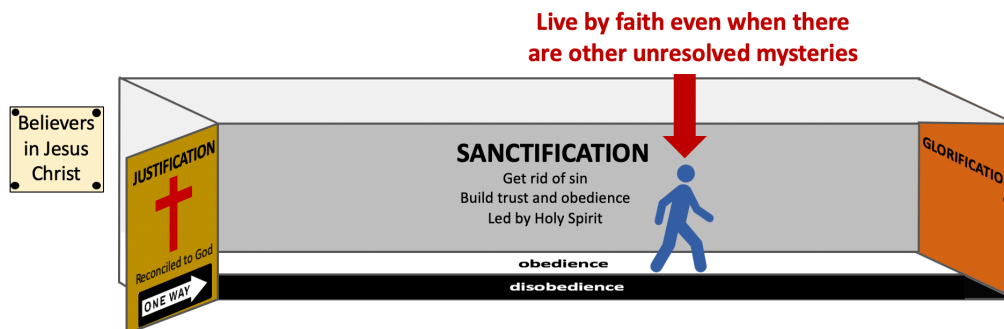 Live by faith even when there
are other unresolved mysteries
Believers
in Jesus
Christ
JUSTIFICATION
Reconciled to God
ONE WAY
SANCTIFICATION
Get rid of sin
Build trust and obedience
Led by Holy Spirit
obedience
disobedience
GLORIFICATION